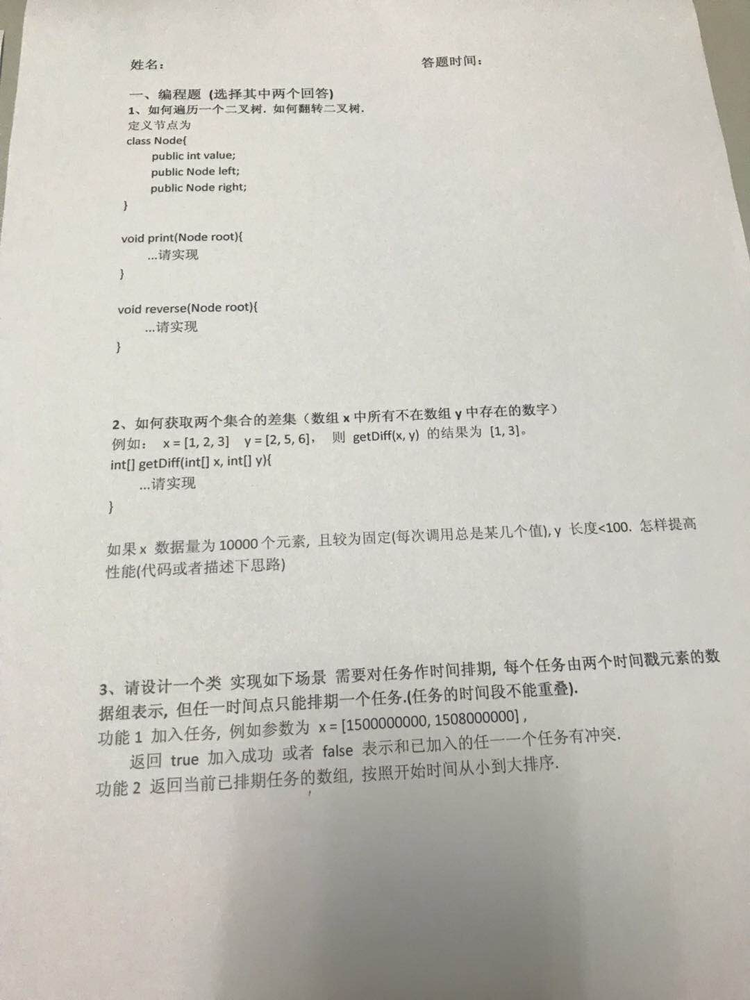 姓名：
答题时间：
一、编程题 (选择其中两个回答)
1、如何遍历一个二叉树. 如何翻转二叉树.
定义节点为
class Node{
public int value;
public Node left;
public Node right;
}
void print(Node root){
...请实现
}
void reverse(Node root){
...请实现
}
2、如何获取两个集合的差集（数组 x 中所有不在数组 y 中存在的数字）
例如： x = [1, 2, 3] y = [2, 5, 6]， 则 getDiff(x, y) 的结果为 [1, 3]。
int[] getDiff(int[] x, int[] y){
...请实现
}
如果 x 数据量为 10000 个元素, 且较为固定(每次调用总是某几个值), y 长度<100. 怎样提高
性能(代码或者描述下思路)
3、请设计一个类 实现如下场景 需要对任务作时间排期, 每个任务由两个时间戳元素的数
据组表示, 但任一时间点只能排期一个任务.(任务的时间段不能重叠).
功能 1 加入任务, 例如参数为 x = [1500000000, 1508000000] ,
返回 true 加入成功 或者 false 表示和已加入的任一一个任务有冲突.
功能 2 返回当前已排期任务的数组, 按照开始时间从小到大排序.